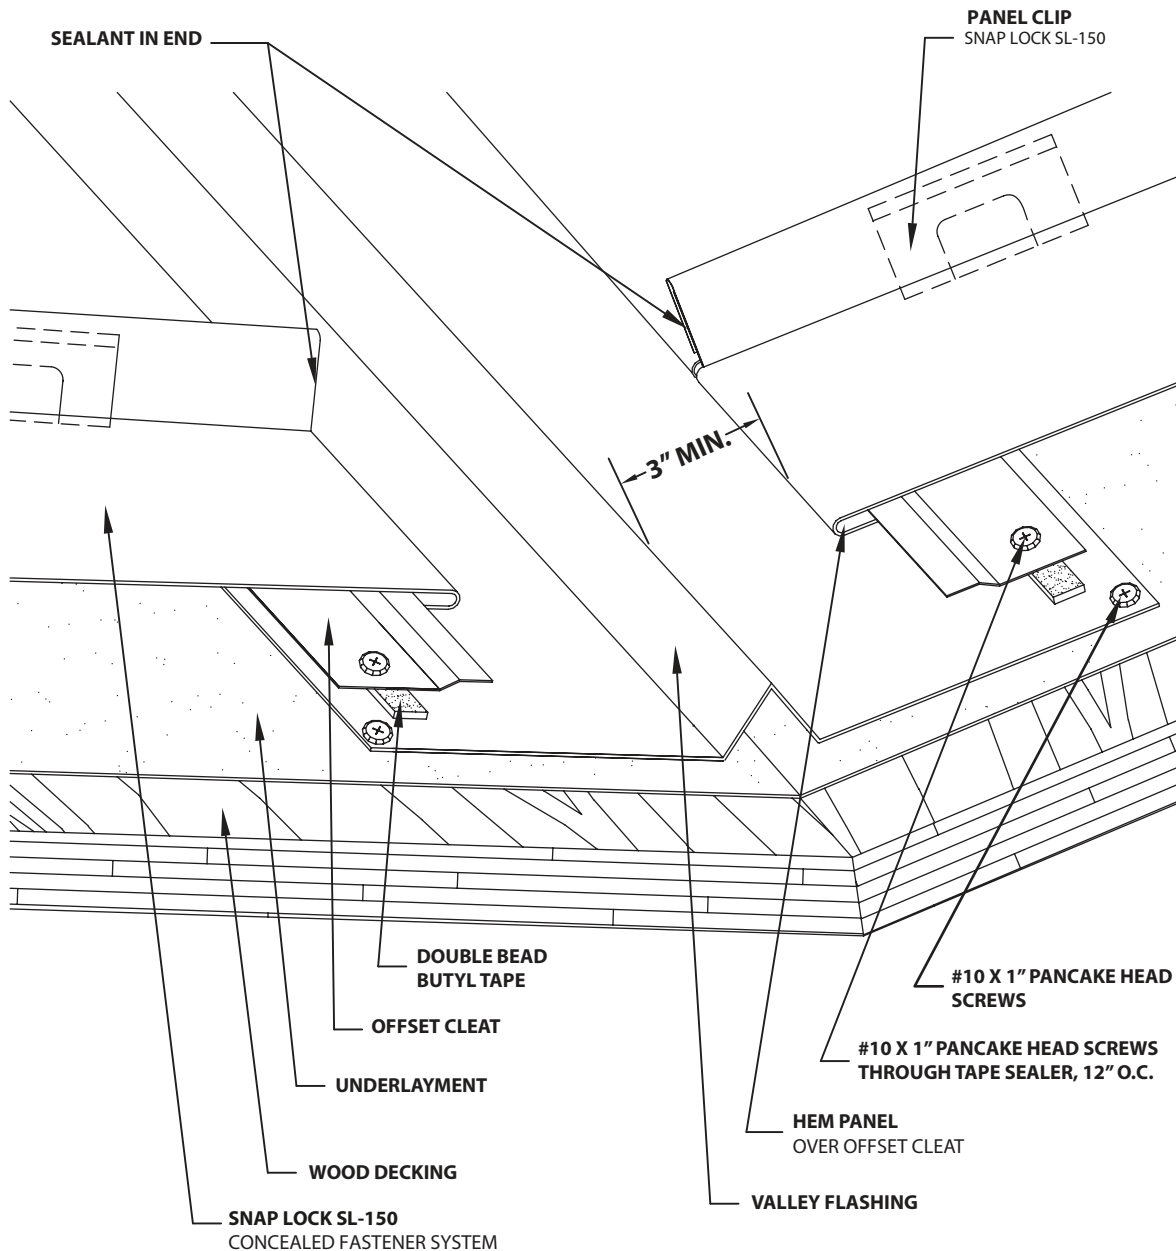 PANEL CLIP
SNAP LOCK SL-150
SEALANT IN END
3” MIN.
DOUBLE BEAD
BUTYL TAPE
#10 X 1” PANCAKE HEAD
SCREWS
OFFSET CLEAT
#10 X 1” PANCAKE HEAD SCREWS
THROUGH TAPE SEALER, 12” O.C.
UNDERLAYMENT
HEM PANEL
OVER OFFSET CLEAT
WOOD DECKING
VALLEY FLASHING
SNAP LOCK SL-150
CONCEALED FASTENER SYSTEM